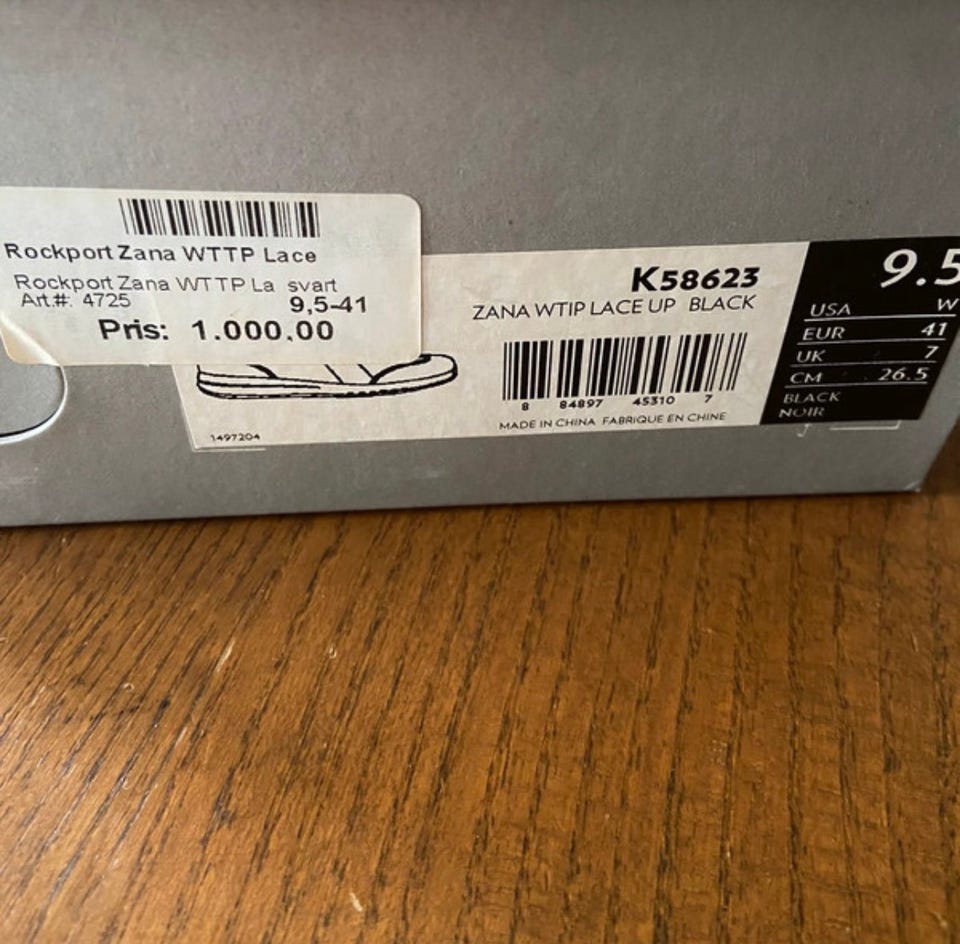 Rockport Zana WTTP Lace
Rockport Zana WTTP La svart
Art.#. 4725 9,5-41
Pris: 1.000,00
K58623
ZANA WTIP LACE UP BLACK
8 84897 45310 7
MADE IN CHINA FABRIQUE EN CHINE
1497204
9.5
USA W
EUR 41
UK 7
CM 26.5
BLACK
NOIR